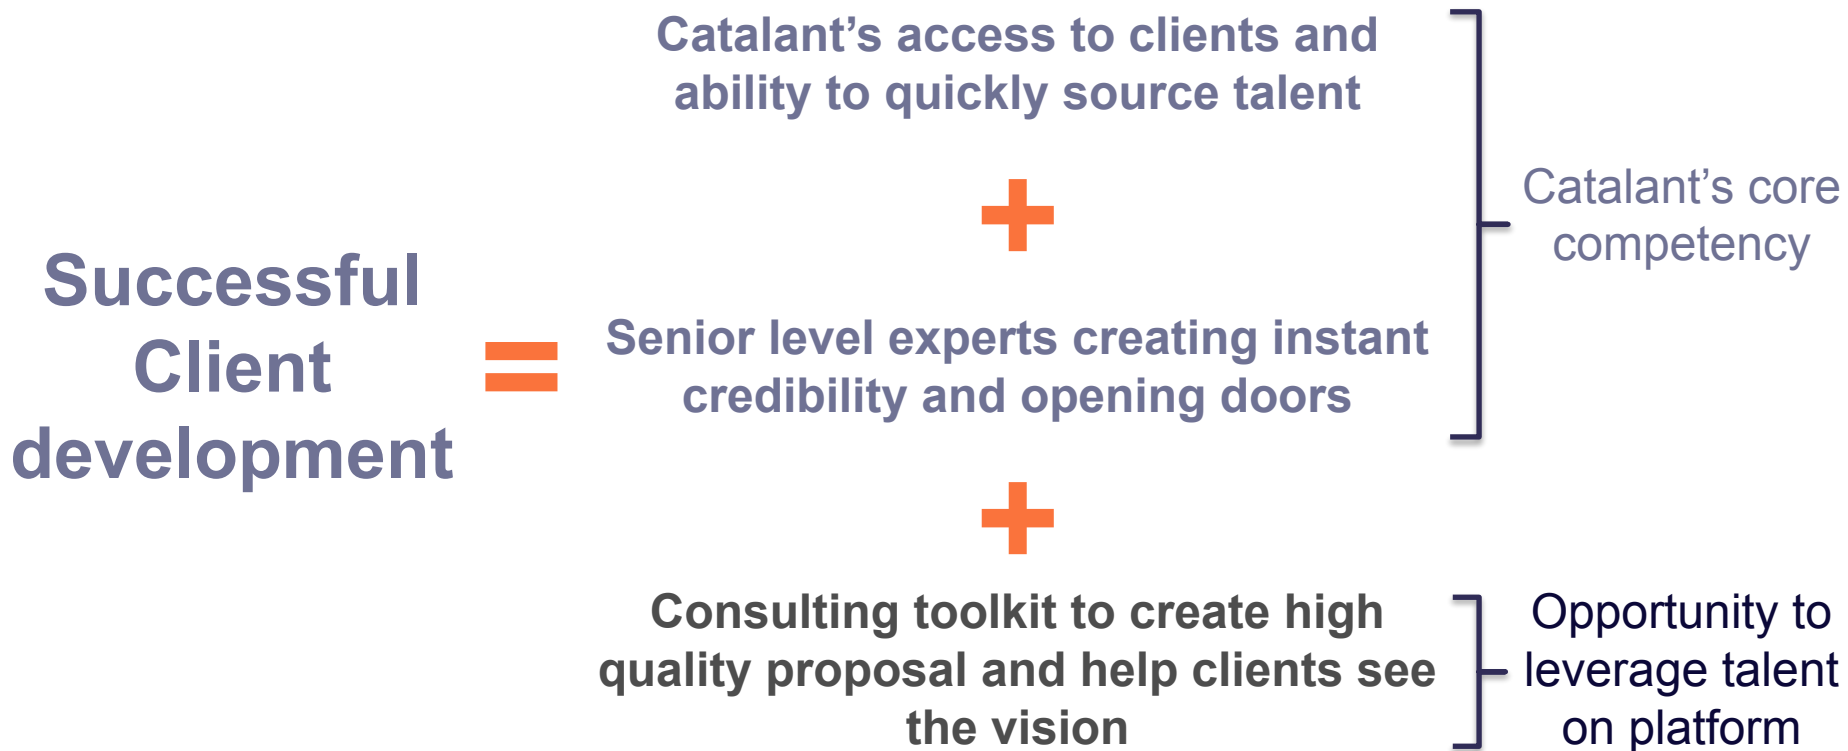 Successful
Client
development
=
Catalant’s access to clients and
ability to quickly source talent
+
Senior level experts creating instant
credibility and opening doors
+
Consulting toolkit to create high
quality proposal and help clients see
the vision
Catalant’s core
competency
Opportunity to
leverage talent
on platform